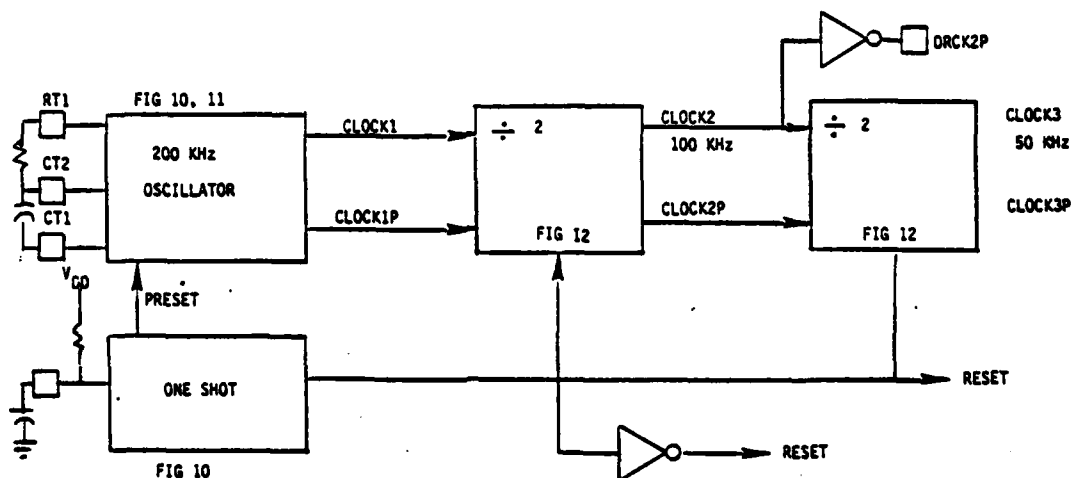 DRCK2P
RT1
FIG 10, 11
CLOCK1
÷ 2
CLOCK2
÷ 2
CLOCK3
200 KHz
100 KHz
50 KHz
CT2
OSCILLATOR
CT1
CLOCK1P
CLOCK2P
CLOCK3P
FIG 12
FIG 12
VDD
PRESET
ONE SHOT
RESET
RESET
FIG 10